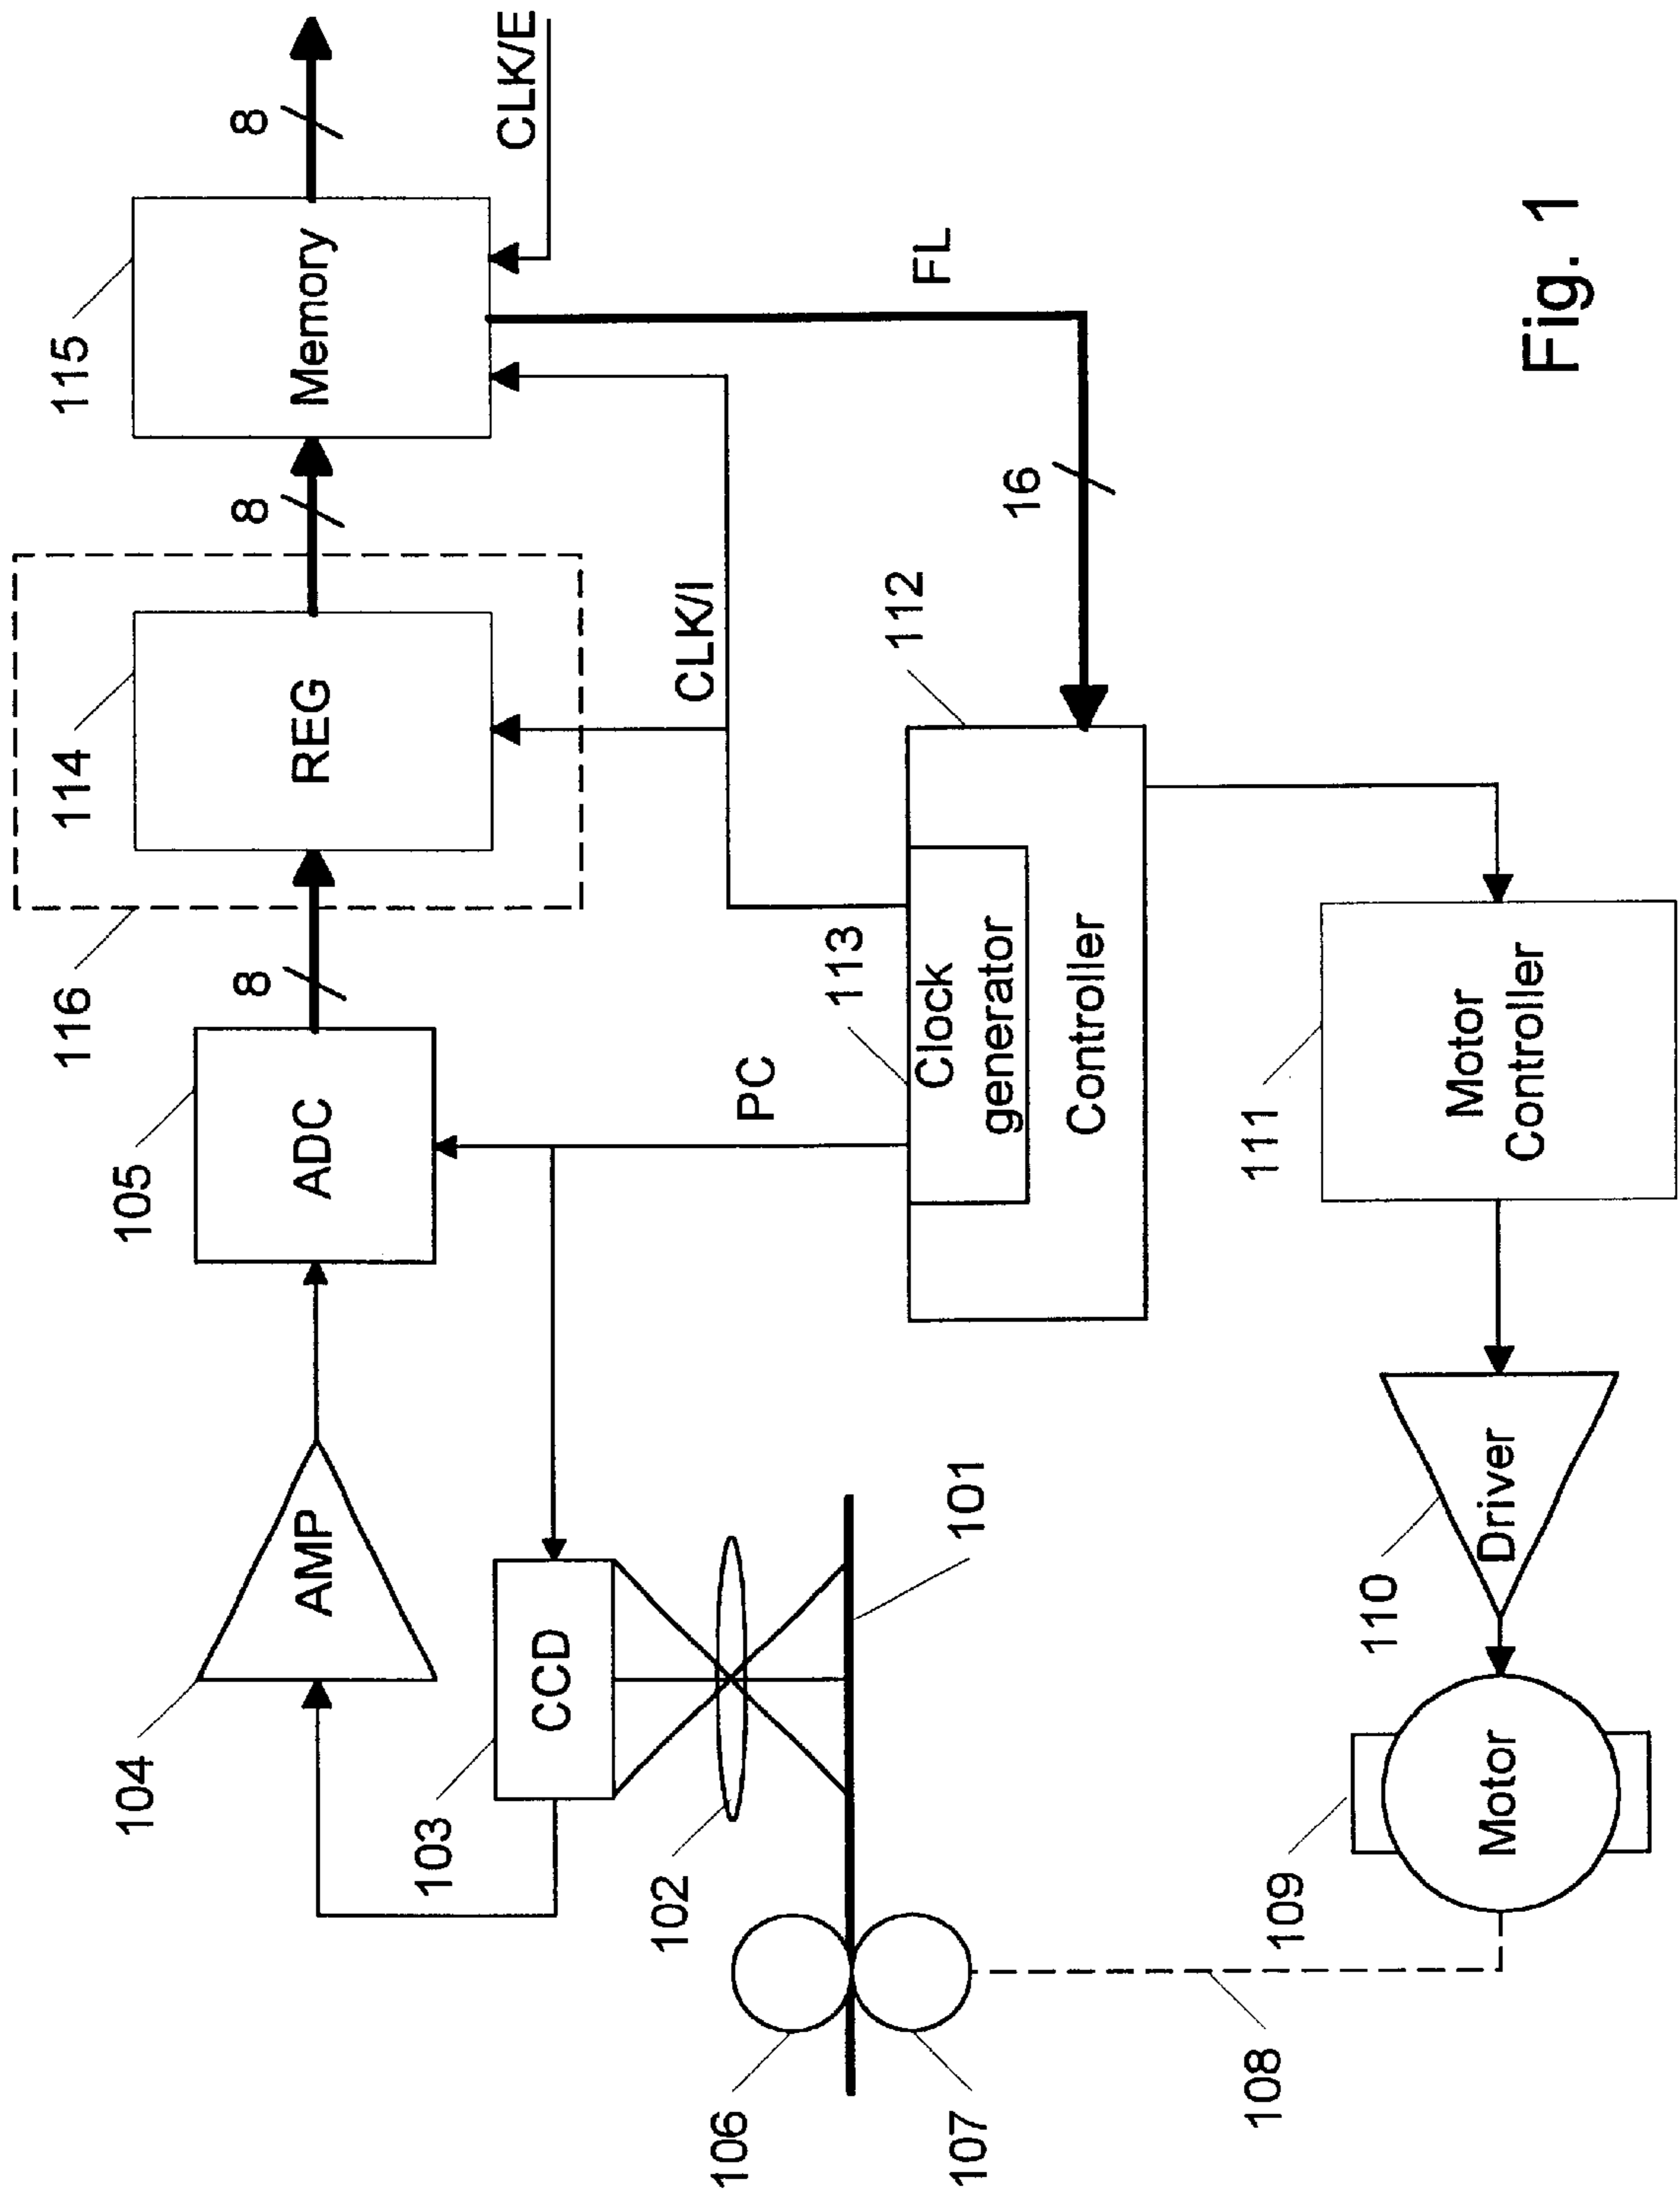 104
AMP
105
ADC
8
116
114
REG
8
115
Memory
8
CLK/E
103
CCD
102
101
106
107
108
PC
CLK/I
FL
16
113
Clock
generator
Controller
112
109
Motor
110
Driver
111
Motor
Controller
Fig. 1